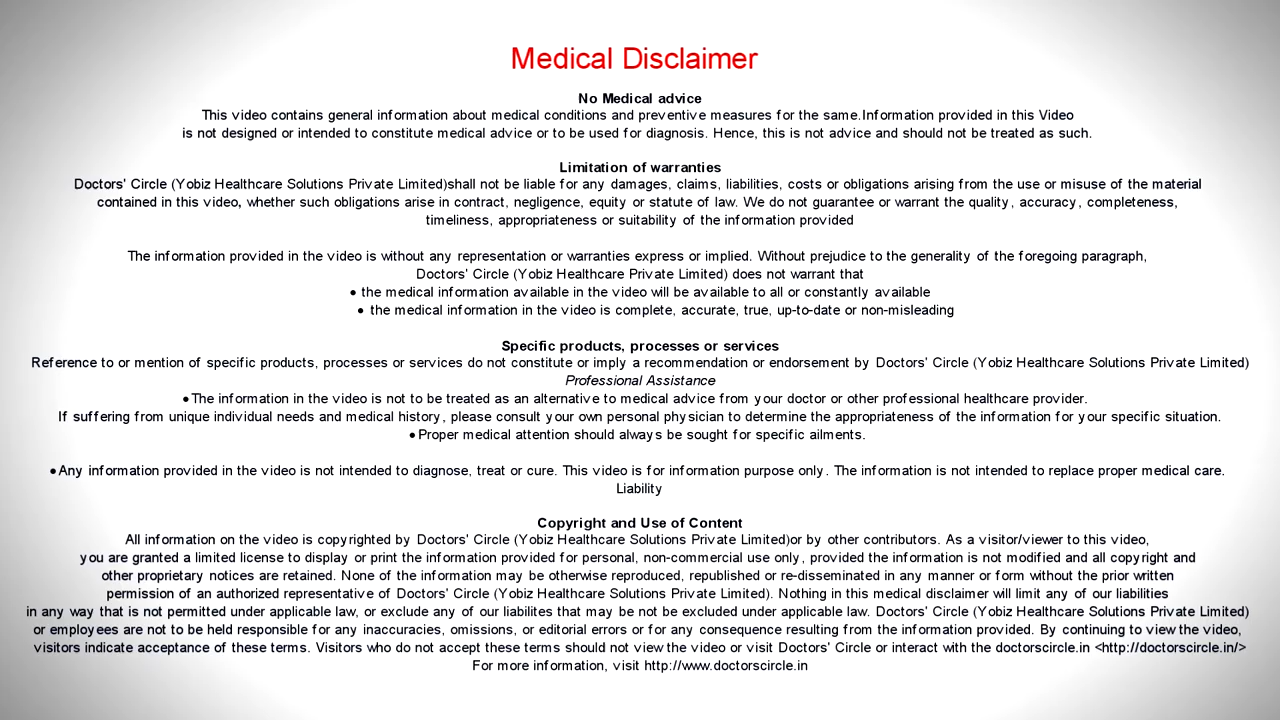 Medical Disclaimer
No Medical advice
This video contains general information about medical conditions and preventive measures for the same.Information provided in this Video
is not designed or intended to constitute medical advice or to be used for diagnosis. Hence, this is not advice and should not be treated as such.
Limitation of warranties
Doctors' Circle (Yobiz Healthcare Solutions Private Limited)shall not be liable for any damages, claims, liabilities, costs or obligations arising from the use or misuse of the material
contained in this video, whether such obligations arise in contract, negligence, equity or statute of law. We do not guarantee or warrant the quality, accuracy, completeness,
timeliness, appropriateness or suitability of the information provided
The information provided in the video is without any representation or warranties express or implied. Without prejudice to the generality of the foregoing paragraph,
Doctors' Circle (Yobiz Healthcare Private Limited) does not warrant that
• the medical information available in the video will be available to all or constantly available
• the medical information in the video is complete, accurate, true, up-to-date or non-misleading
Specific products, processes or services
Reference to or mention of specific products, processes or services do not constitute or imply a recommendation or endorsement by Doctors' Circle (Yobiz Healthcare Solutions Private Limited)
Professional Assistance
•The information in the video is not to be treated as an alternative to medical advice from your doctor or other professional healthcare provider.
If suffering from unique individual needs and medical history, please consult your own personal physician to determine the appropriateness of the information for your specific situation.
•Proper medical attention should always be sought for specific ailments.
•Any information provided in the video is not intended to diagnose, treat or cure. This video is for information purpose only. The information is not intended to replace proper medical care.
Liability
Copyright and Use of Content
All information on the video is copyrighted by Doctors' Circle (Yobiz Healthcare Solutions Private Limited)or by other contributors. As a visitor/viewer to this video,
you are granted a limited license to display or print the information provided for personal, non-commercial use only, provided the information is not modified and all copyright and
other proprietary notices are retained. None of the information may be otherwise reproduced, republished or re-disseminated in any manner or form without the prior written
permission of an authorized representative of Doctors' Circle (Yobiz Healthcare Solutions Private Limited). Nothing in this medical disclaimer will limit any of our liabilities
in any way that is not permitted under applicable law, or exclude any of our liabilites that may be not be excluded under applicable law. Doctors' Circle (Yobiz Healthcare Solutions Private Limited)
or employees are not to be held responsible for any inaccuracies, omissions, or editorial errors or for any consequence resulting from the information provided. By continuing to view the video,
visitors indicate acceptance of these terms. Visitors who do not accept these terms should not view the video or visit Doctors' Circle or interact with the doctorscircle.in <http://doctorscircle.in/>
For more information, visit http://www.doctorscircle.in